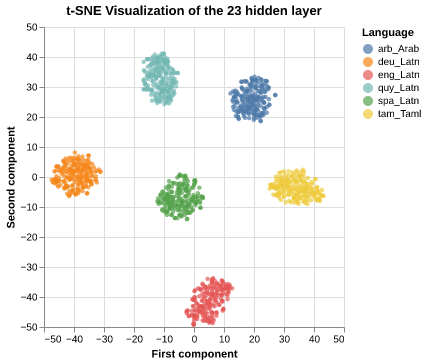 t-SNE Visualization of the 23 hidden layer
Language
arb_Arab
deu_Latn
eng_Latn
quy_Latn
spa_Latn
tam_Taml
Second component
50
40
30
20
10
0
−10
−20
−30
−40
−50
−50 −40 −30 −20 −10 0 10 20 30 40 50
First component